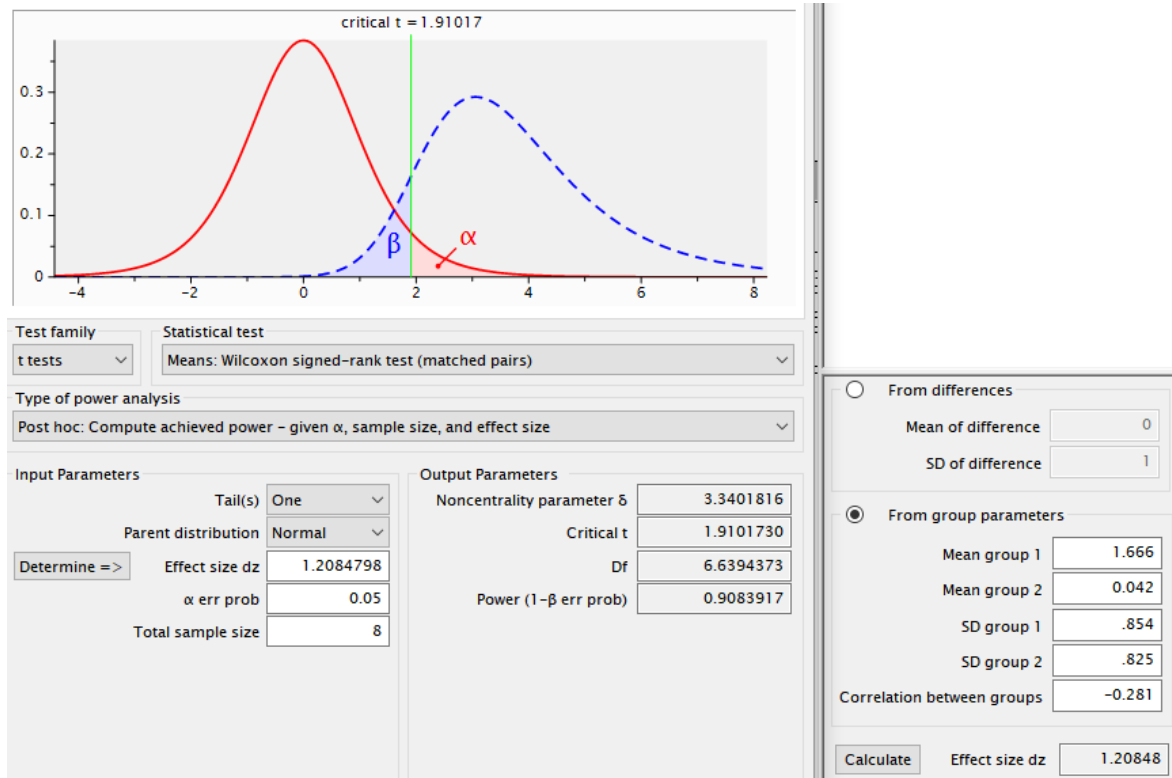 critical t = 1.91017
0.3
0.2
0.1
0
β
α
-4
-2
0
2
4
6
8
Test family
Statistical test
t tests
Means: Wilcoxon signed-rank test (matched pairs)
Type of power analysis
Post hoc: Compute achieved power - given α, sample size, and effect size
Input Parameters
Tail(s) One
Parent distribution Normal
Determine => Effect size dz 1.2084798
α err prob 0.05
Total sample size 8
Output Parameters
Noncentrality parameter δ 3.3401816
Critical t 1.9101730
Df 6.6394373
Power (1-β err prob) 0.9083917
From differences
Mean of difference 0
SD of difference 1
From group parameters
Mean group 1 1.666
Mean group 2 0.042
SD group 1 .854
SD group 2 .825
Correlation between groups -0.281
Calculate Effect size dz 1.20848